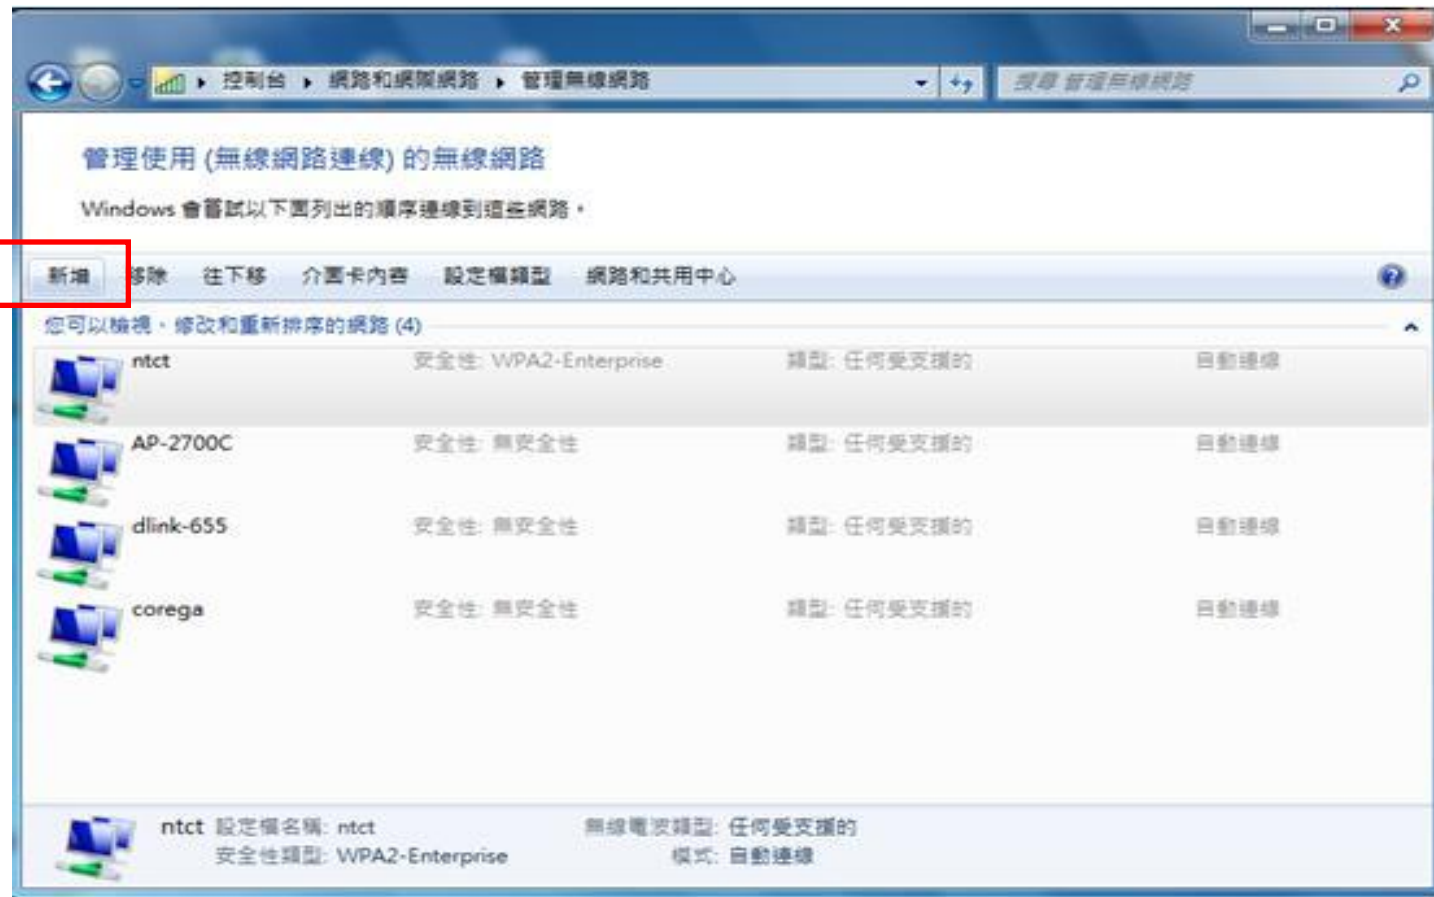 控制台 ▸ 網路和網際網路 ▸ 管理無線網路
搜尋 管理無線網路
管理使用 (無線網路連線) 的無線網路
Windows 會嘗試以下面列出的順序連線到這些網路。
新增 移除 往下移 介面卡內容 設定檔類型 網路和共用中心
您可以檢視、修改和重新排序的網路 (4)
ntct 安全性: WPA2-Enterprise 類型: 任何受支援的 自動連線
AP-2700C 安全性: 無安全性 類型: 任何受支援的 自動連線
dlink-655 安全性: 無安全性 類型: 任何受支援的 自動連線
corega 安全性: 無安全性 類型: 任何受支援的 自動連線
ntct 設定檔名稱: ntct 無線電波類型: 任何受支援的
安全性類型: WPA2-Enterprise 模式: 自動連線